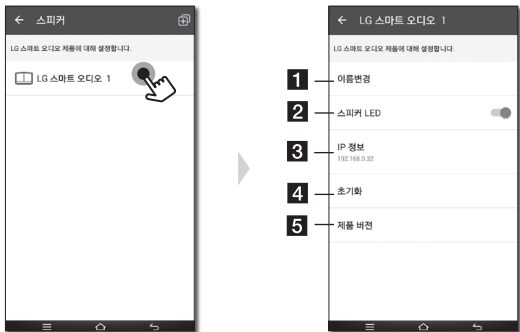 스피커
LG 스마트 오디오 제품에 대해 설정합니다.
LG 스마트 오디오 1
LG 스마트 오디오 1
LG 스마트 오디오 제품에 대해 설정합니다.
1 이름변경
2 스피커 LED
3 IP 정보
192.168.0.32
4 초기화
5 제품 버전